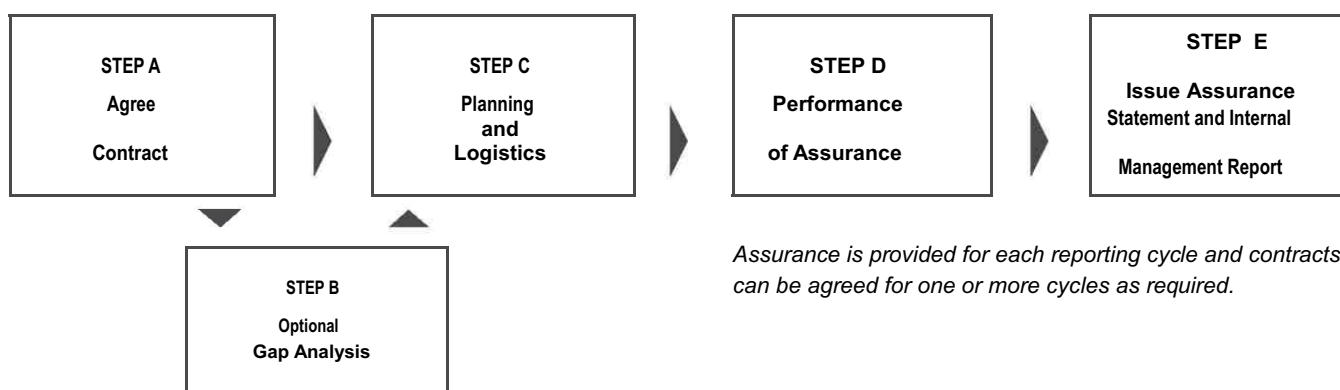 STEP A
Agree
Contract
STEP C
Planning
and
Logistics
STEP D
Performance
of Assurance
STEP E
Issue Assurance
Statement and Internal
Management Report
STEP B
Optional
Gap Analysis
Assurance is provided for each reporting cycle and contracts
can be agreed for one or more cycles as required.